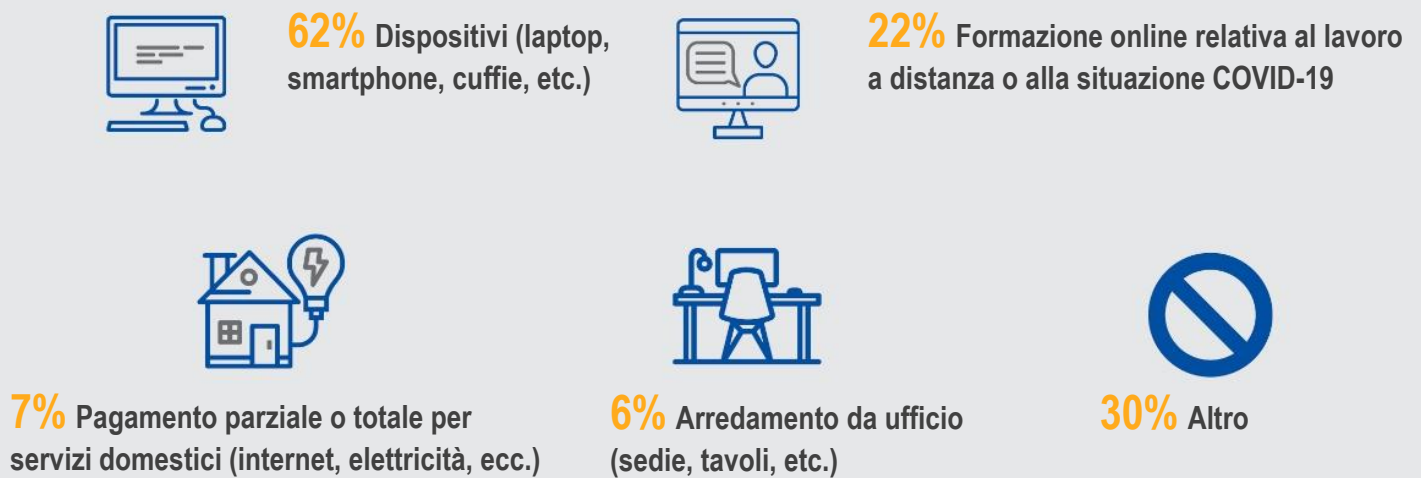 62% Dispositivi (laptop,
smartphone, cuffie, etc.)
22% Formazione online relativa al lavoro
a distanza o alla situazione COVID-19
7% Pagamento parziale o totale per
servizi domestici (internet, elettricità, ecc.)
6% Arredamento da ufficio
(sedie, tavoli, etc.)
30% Altro